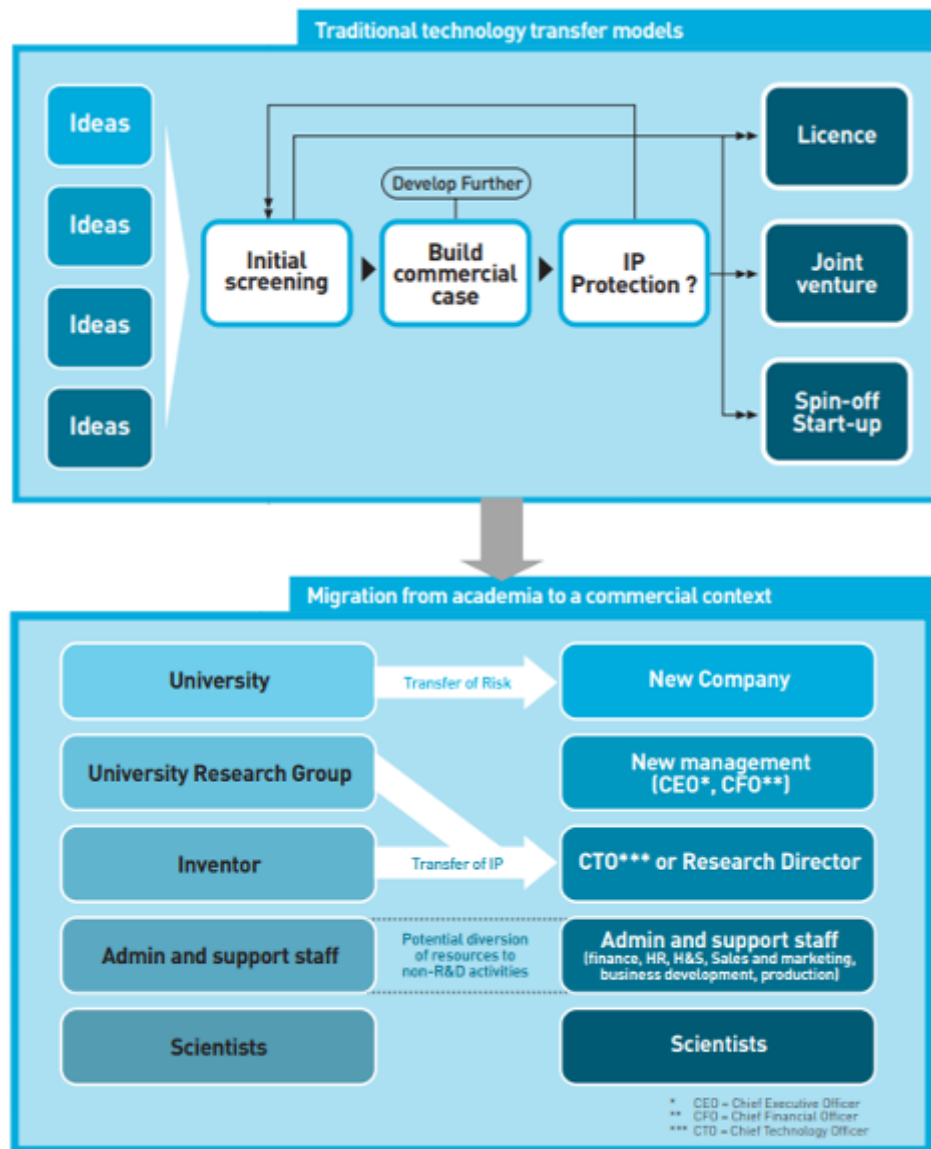 Traditional technology transfer models
Ideas
Ideas
Ideas
Ideas
Develop Further
Initial
screening
Build
commercial
case
IP
Protection ?
Licence
Joint
venture
Spin-off
Start-up
Migration from academia to a commercial context
University
Transfer of Risk
New Company
University Research Group
New management
(CEO*, CFO**)
Inventor
Transfer of IP
CTO*** or Research Director
Admin and support staff
Potential diversion
of resources to
non-R&D activities
Admin and support staff
(finance, HR, H&S, Sales and marketing,
business development, production)
Scientists
Scientists
* CEO = Chief Executive Officer
** CFO = Chief Financial Officer
*** CTO = Chief Technology Officer